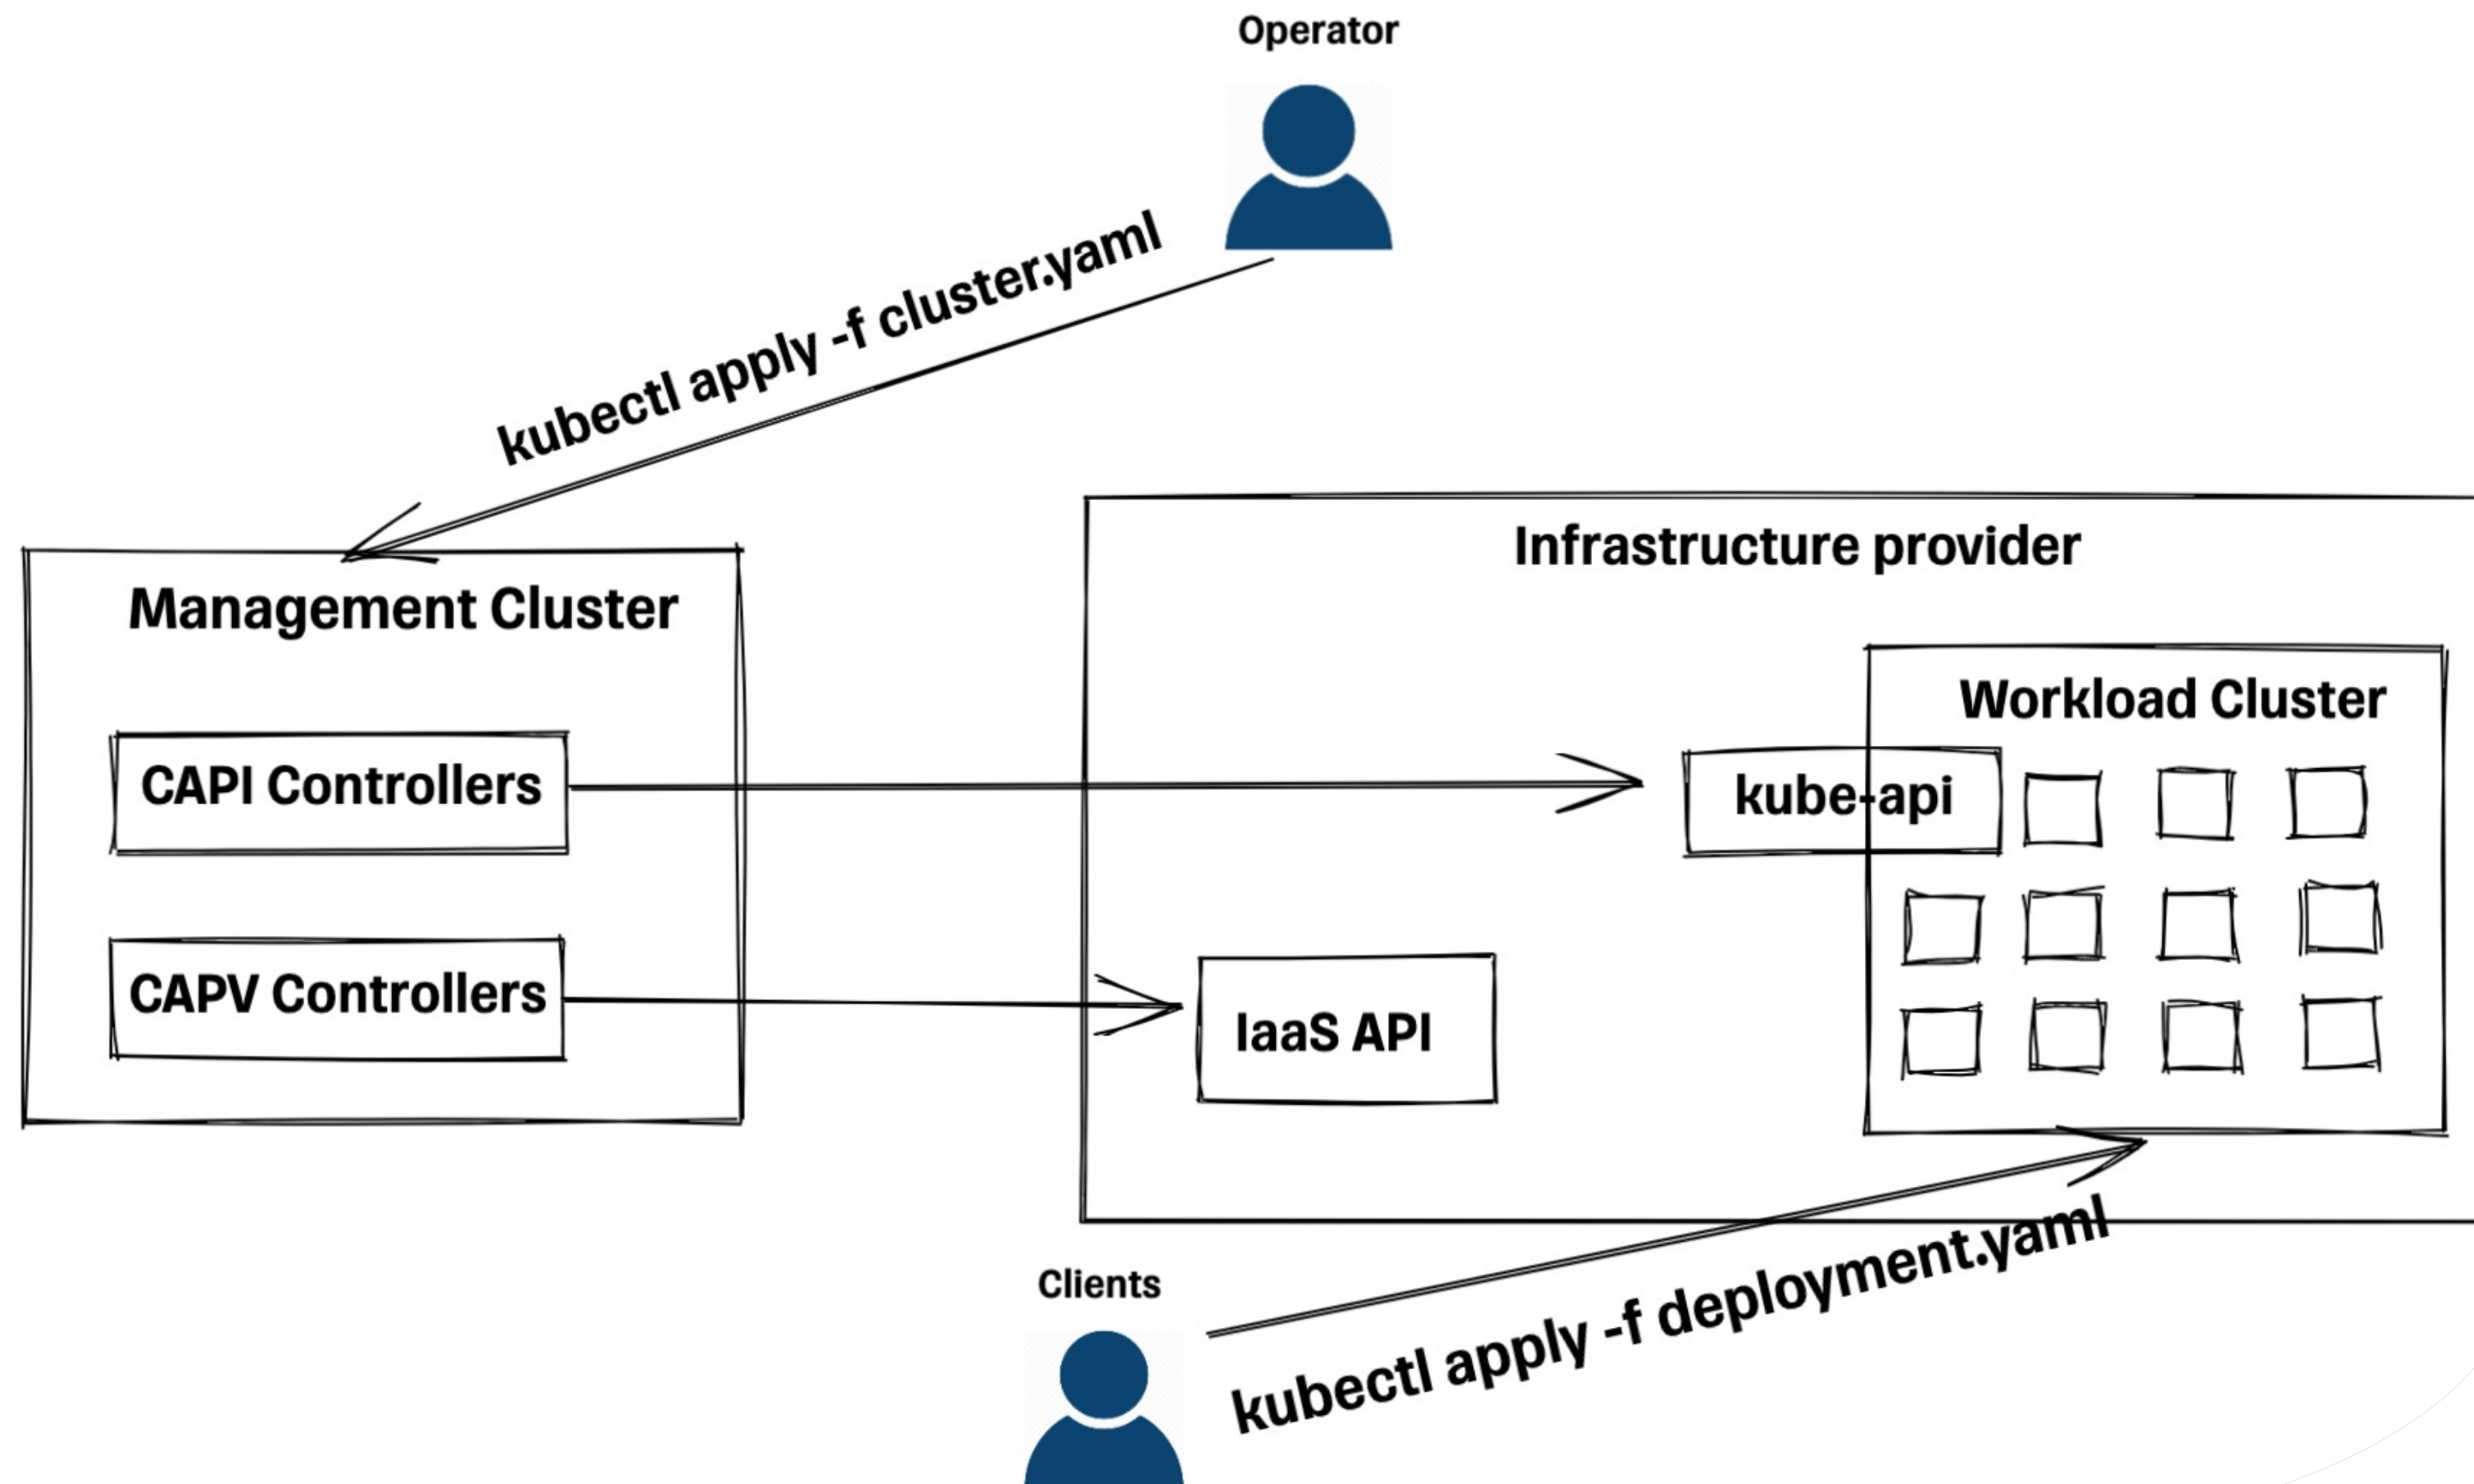 Operator
kubectl apply -f cluster.yaml
Infrastructure provider
Management Cluster
Workload Cluster
CAPI Controllers
kube-api
CAPV Controllers
IaaS API
Clients
kubectl apply -f deployment.yaml